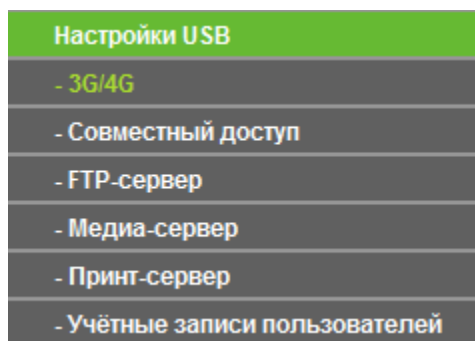 Настройки USB
- 3G/4G
- Совместный доступ
- FTP-сервер
- Медиа-сервер
- Принт-сервер
- Учётные записи пользователей